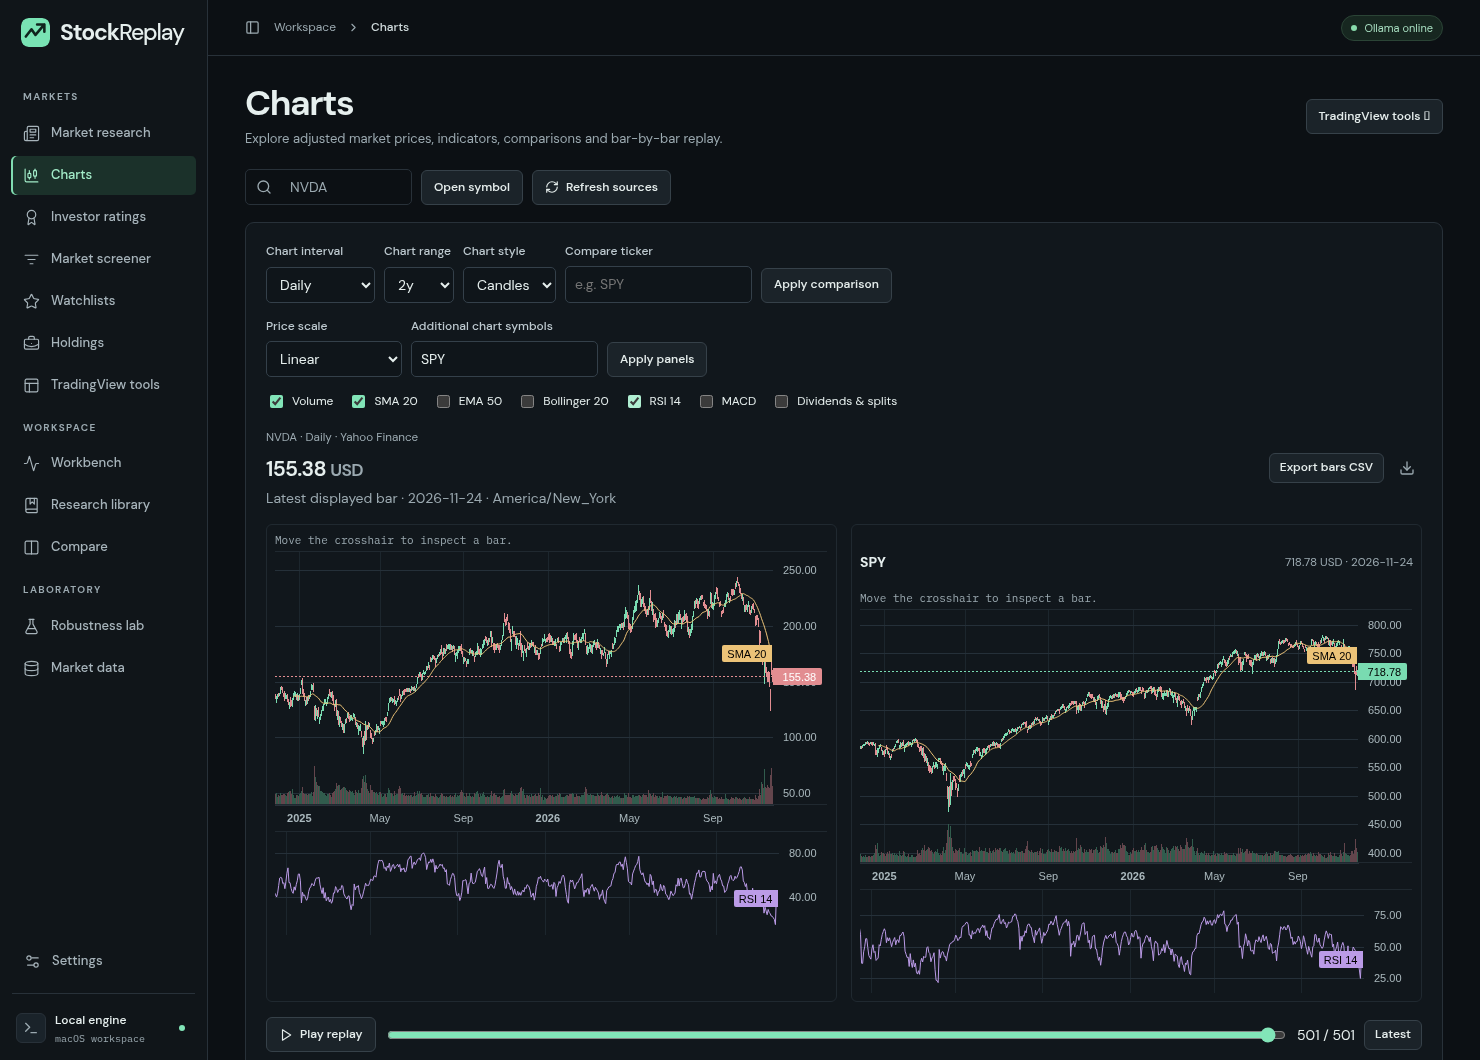 StockReplay
Workspace > Charts
Ollama online
MARKETS
Market research
Charts
Investor ratings
Market screener
Watchlists
Holdings
TradingView tools
WORKSPACE
Workbench
Research library
Compare
LABORATORY
Robustness lab
Market data
Settings
Local engine
macOS workspace
Charts
Explore adjusted market prices, indicators, comparisons and bar-by-bar replay.
TradingView tools
NVDA
Open symbol
Refresh sources
Chart interval
Chart range
Chart style
Compare ticker
Daily
2y
Candles
e.g. SPY
Apply comparison
Price scale
Additional chart symbols
Linear
SPY
Apply panels
Volume
SMA 20
EMA 50
Bollinger 20
RSI 14
MACD
Dividends & splits
NVDA · Daily · Yahoo Finance
155.38 USD
Export bars CSV
Latest displayed bar · 2026-11-24 · America/New_York
Move the crosshair to inspect a bar.
250.00
200.00
SMA 20
155.38
100.00
50.00
2025
May
Sep
2026
May
Sep
80.00
40.00
RSI 14
SPY
718.78 USD · 2026-11-24
Move the crosshair to inspect a bar.
800.00
750.00
SMA 20
718.78
700.00
650.00
600.00
550.00
500.00
450.00
400.00
2025
May
Sep
2026
May
Sep
75.00
50.00
RSI 14
25.00
Play replay
501 / 501
Latest